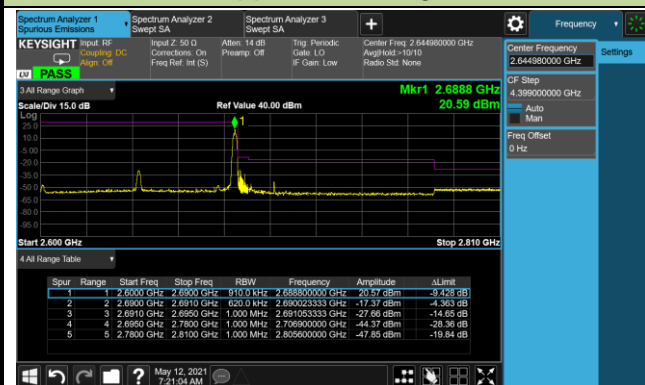 Spectrum Analyzer 1
Spurious Emissions
Spectrum Analyzer 2
Swept SA
Spectrum Analyzer 3
Swept SA
Frequency
KEYSIGHT
Input: RF
Coupling: DC
Align: Off
Input Z: 50 Ω
Corrections: On
Freq Ref: Int (S)
Atten: 14 dB
Preamp: Off
Trig: Periodic
Gate: LO
IF Gain: Low
Center Freq: 2.644980000 GHz
Avg|Hold:>10/10
Radio Std: None
LXI PASS
3 All Range Graph
Mkr1 2.6888 GHz
Scale/Div 15.0 dB
Ref Value 40.00 dBm
20.59 dBm
Log
25.0
10.0
-5.00
-20.0
-35.0
-50.0
-65.0
-80.0
-95.0
1
Start 2.600 GHz
Stop 2.810 GHz
4 All Range Table
Spur Range Start Freq Stop Freq RBW Frequency Amplitude ΔLimit
1 1 2.6000 GHz 2.6900 GHz 910.0 kHz 2.688800000 GHz 20.57 dBm -9.428 dB
2 2 2.6900 GHz 2.6910 GHz 620.0 kHz 2.690023333 GHz -17.37 dBm -4.363 dB
3 3 2.6910 GHz 2.6950 GHz 1.000 MHz 2.691053333 GHz -27.66 dBm -14.65 dB
4 4 2.6950 GHz 2.7800 GHz 1.000 MHz 2.706900000 GHz -44.37 dBm -28.36 dB
5 5 2.7800 GHz 2.8100 GHz 1.000 MHz 2.805600000 GHz -47.85 dBm -19.84 dB
Center Frequency
2.644980000 GHz
Settings
CF Step
4.399000000 GHz
Auto
Man
Freq Offset
0 Hz
May 12, 2021
7:21:04 AM